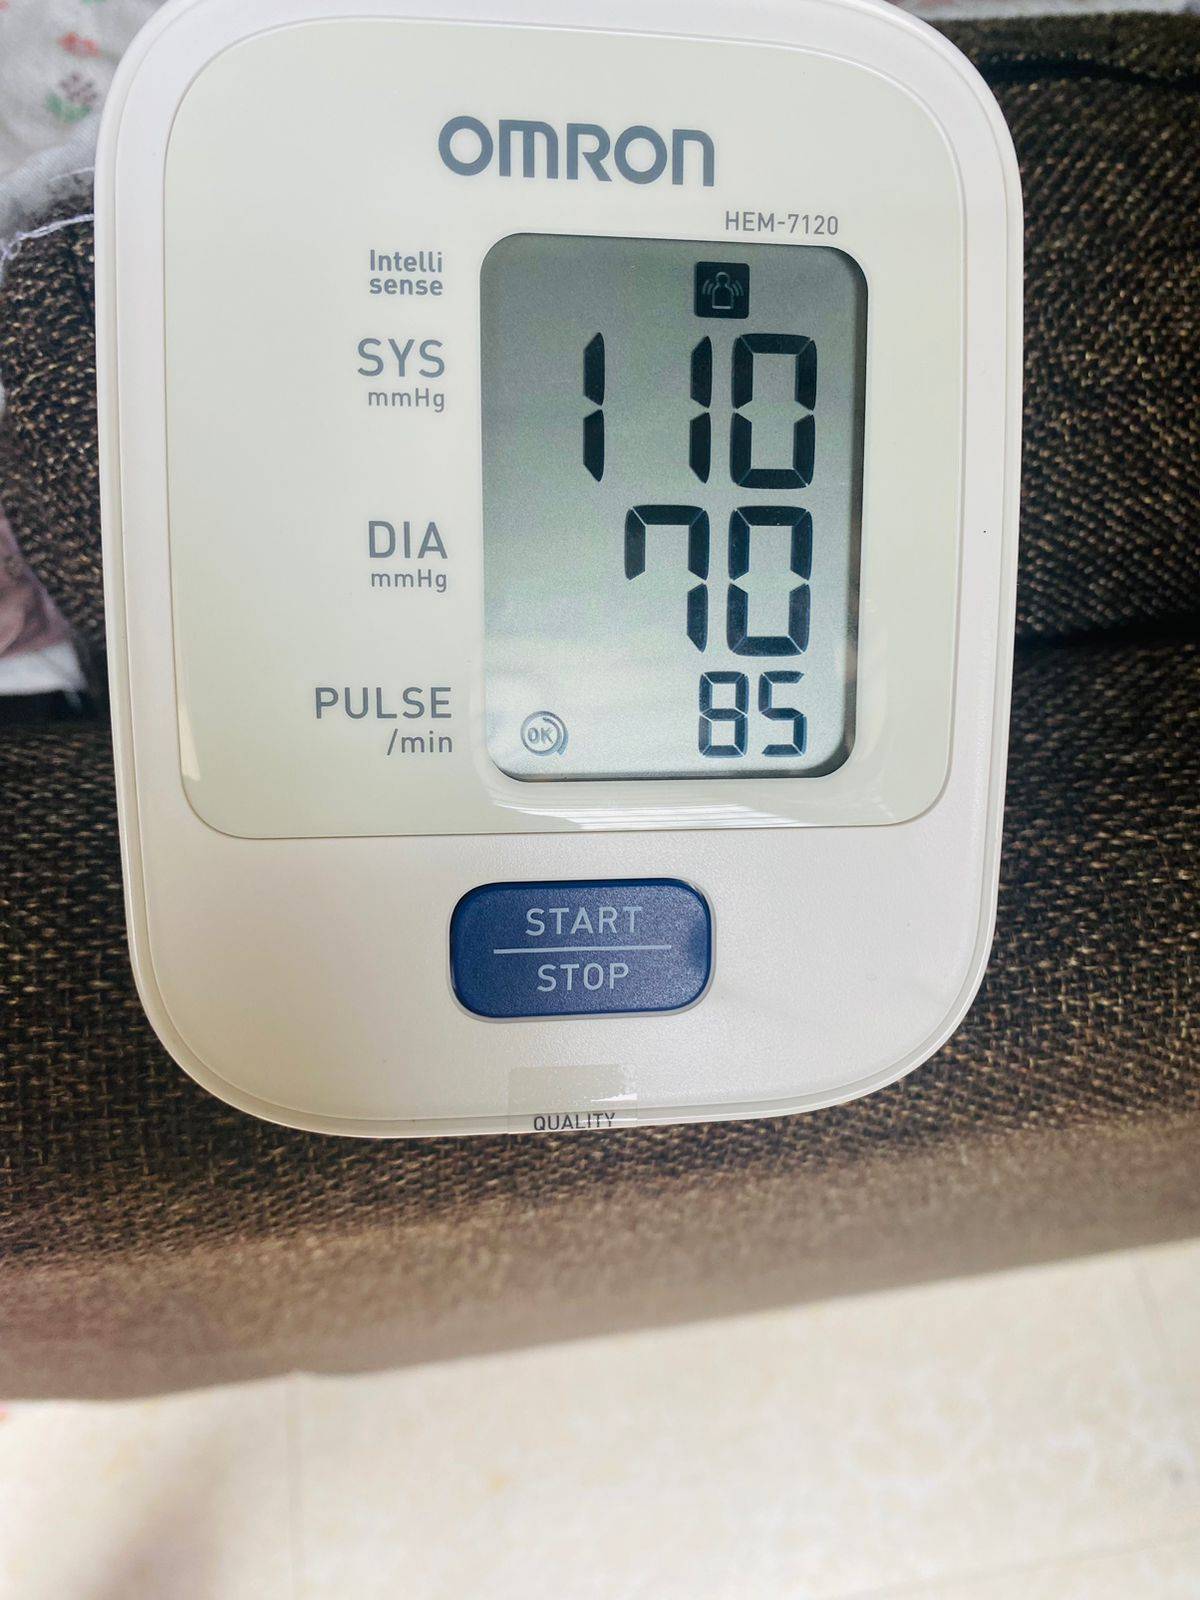 OMRON
HEM-7120
Intelli
sense
SYS
mmHg
110
DIA
mmHg
70
PULSE
/min
OK
85
START
STOP
QUALITY